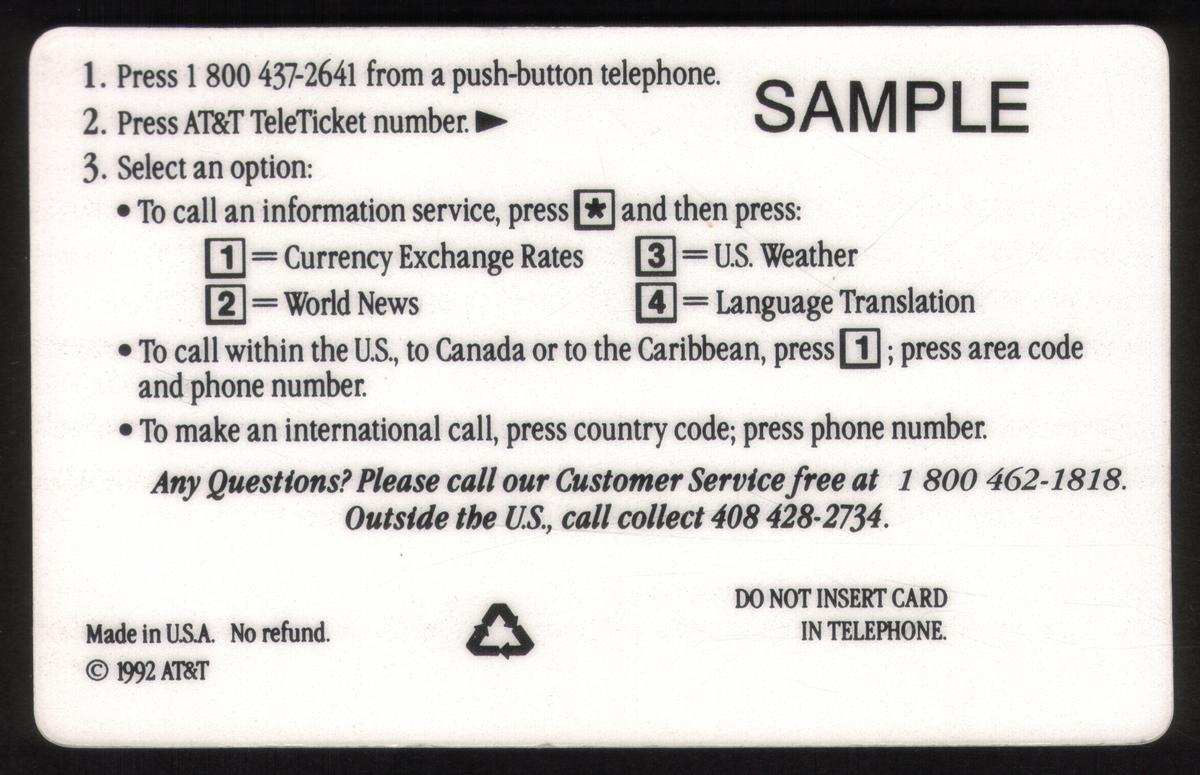 1. Press 1 800 437-2641 from a push-button telephone.
SAMPLE
2. Press AT&T TeleTicket number. ►
3. Select an option:
• To call an information service, press * and then press:
1 = Currency Exchange Rates 3 = U.S. Weather
2 = World News 4 = Language Translation
• To call within the U.S., to Canada or to the Caribbean, press 1 ; press area code
and phone number.
• To make an international call, press country code; press phone number.
Any Questions? Please call our Customer Service free at 1 800 462-1818.
Outside the U.S., call collect 408 428-2734.
DO NOT INSERT CARD
IN TELEPHONE.
Made in U.S.A. No refund.
© 1992 AT&T